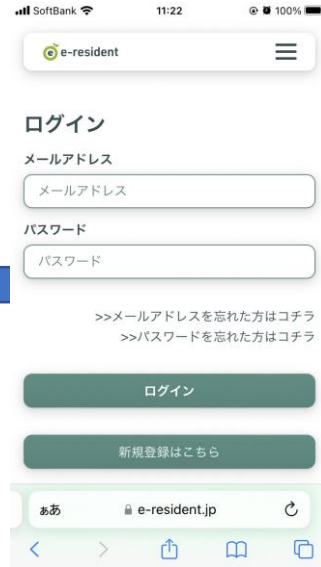 SoftBank 11:22 100%
e-resident
ログイン
メールアドレス
メールアドレス
パスワード
パスワード
>>メールアドレスを忘れた方はコチラ
>>パスワードを忘れた方はコチラ
ログイン
新規登録はこちら
ぁあ e-resident.jp